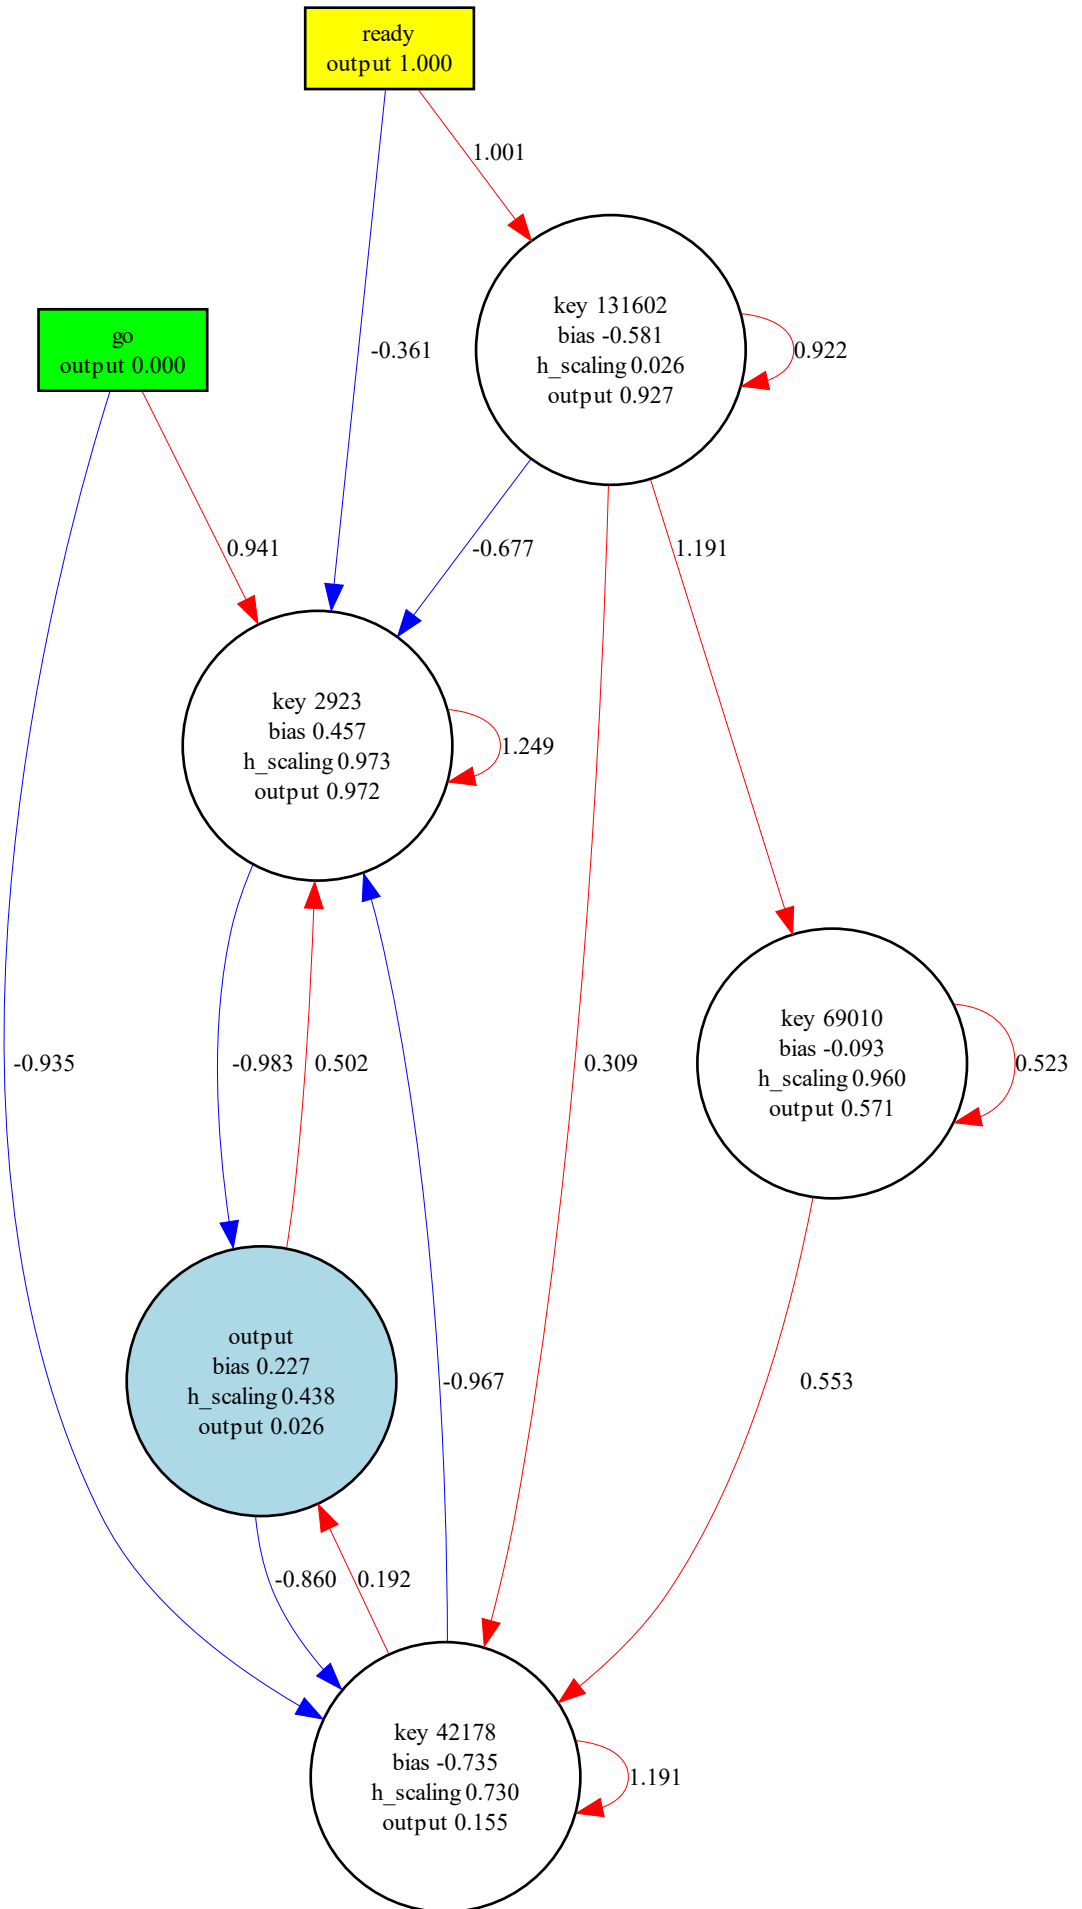 ready
output 1.000
1.001
key 131602
bias -0.581
h_scaling 0.026
output 0.927
0.922
go
output 0.000
-0.361
0.941
-0.677
1.191
key 2923
bias 0.457
h_scaling 0.973
output 0.972
1.249
key 69010
bias -0.093
h_scaling 0.960
output 0.571
0.523
-0.935
-0.983
0.502
0.309
output
bias 0.227
h_scaling 0.438
output 0.026
-0.967
0.553
-0.860
0.192
key 42178
bias -0.735
h_scaling 0.730
output 0.155
1.191